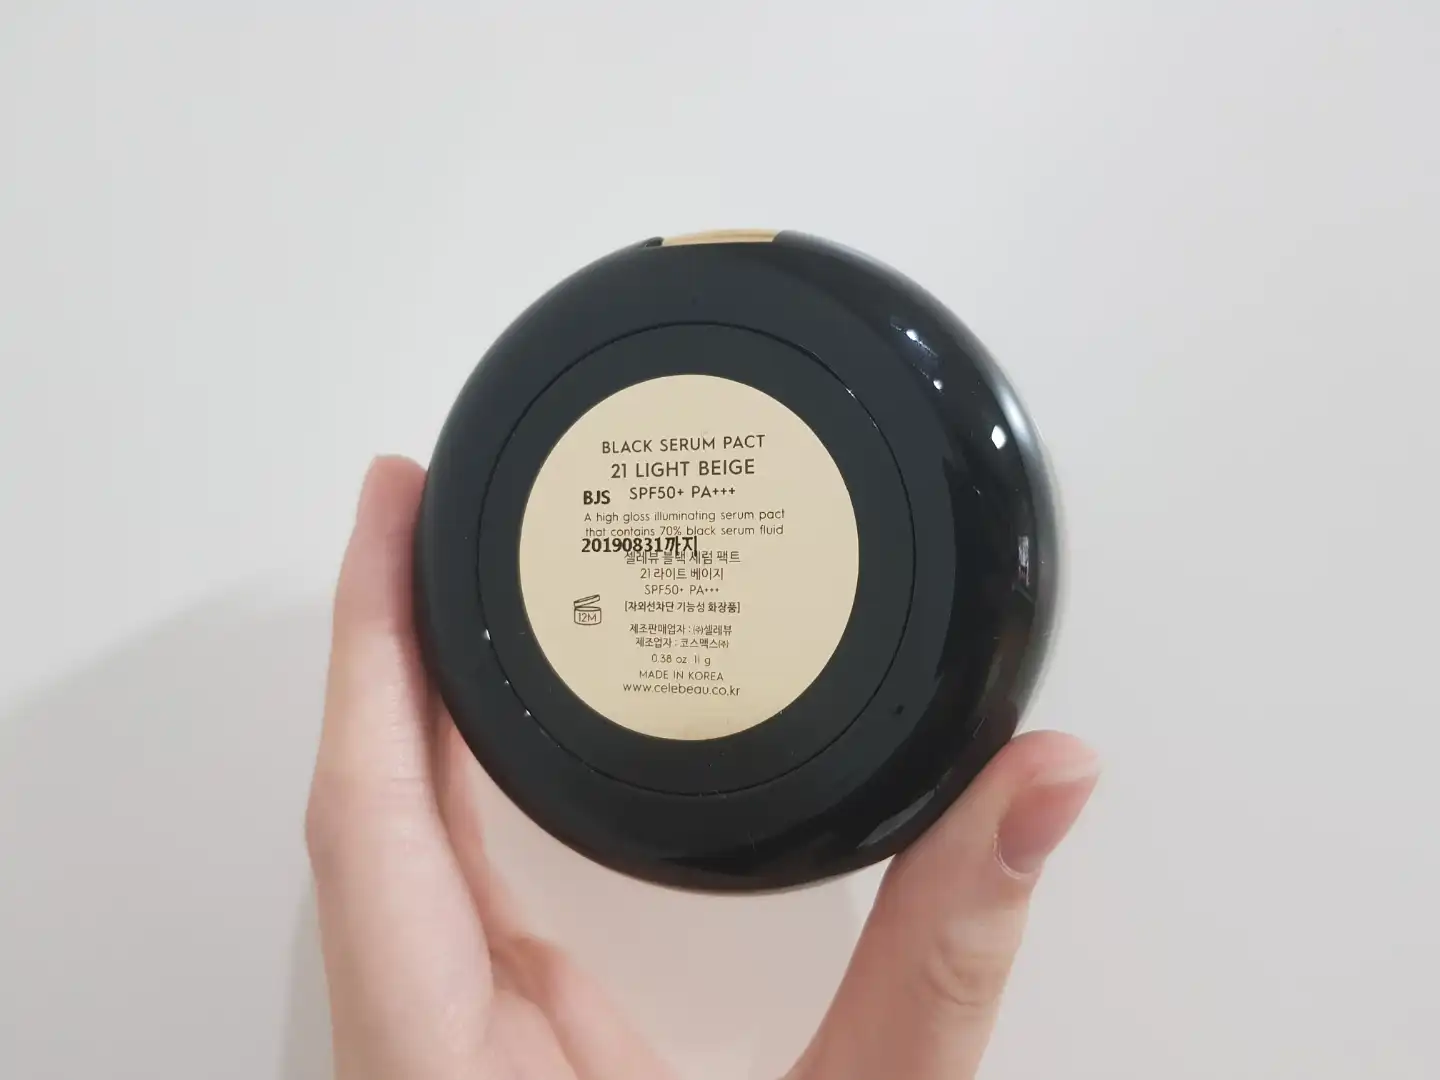 BLACK SERUM PACT
21 LIGHT BEIGE
BJS SPF50+ PA+++
A high gloss illuminating serum pact
that contains 70% black serum fluid
20190831까지
셀레뷰 블랙 세럼 팩트
21 라이트 베이지
SPF50+ PA+++
[자외선차단 기능성 화장품]
12M
제조판매업자 : ㈜셀레뷰
제조업자 : 코스맥스㈜
0.38 oz 11 g
MADE IN KOREA
www.celebeau.co.kr